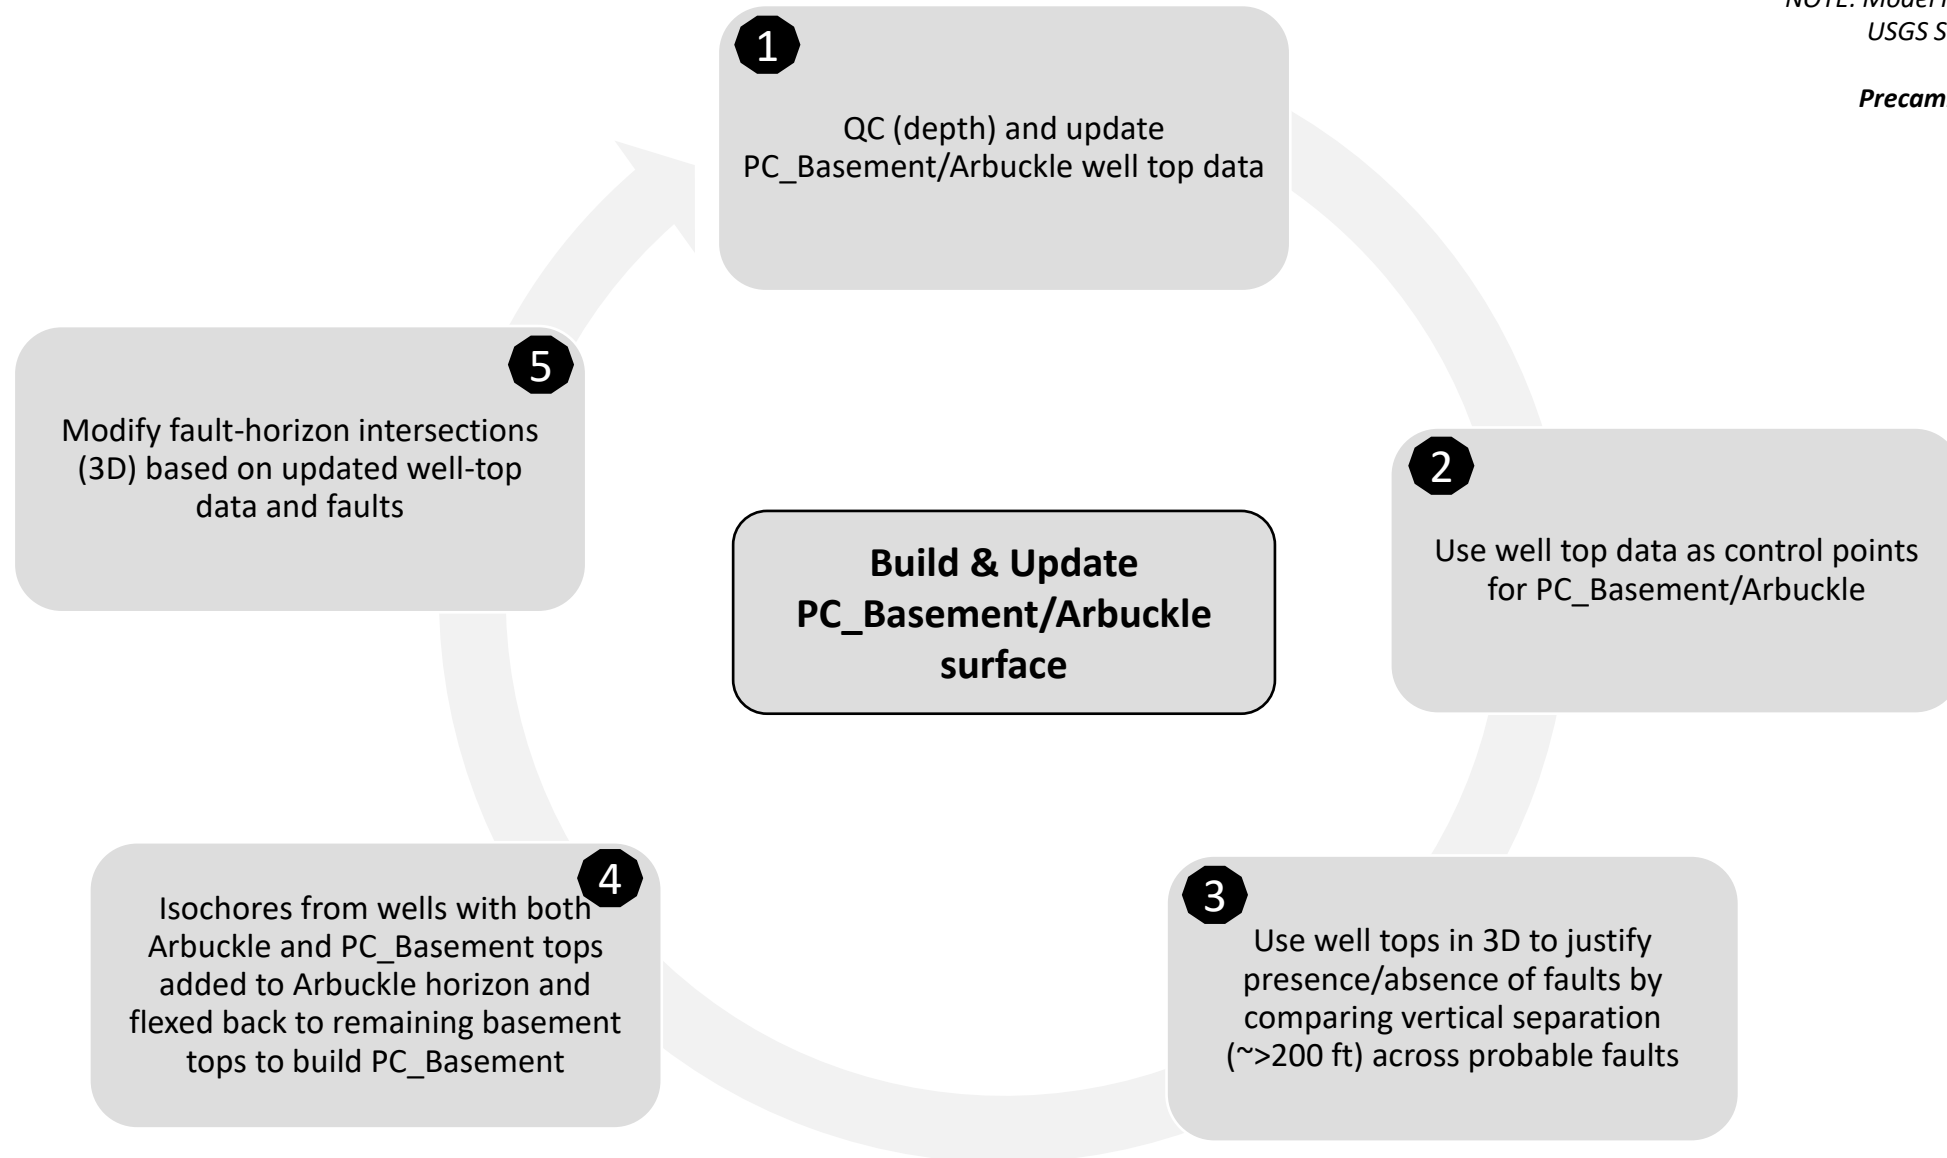 NOTE: Model
USGS S
Precam
1
QC (depth) and update
PC_Basement/Arbuckle well top data
2
Use well top data as control points
for PC_Basement/Arbuckle
3
Use well tops in 3D to justify
presence/absence of faults by
comparing vertical separation
(~>200 ft) across probable faults
4
Isochores from wells with both
Arbuckle and PC_Basement tops
added to Arbuckle horizon and
flexed back to remaining basement
tops to build PC_Basement
5
Modify fault-horizon intersections
(3D) based on updated well-top
data and faults
Build & Update
PC_Basement/Arbuckle
surface